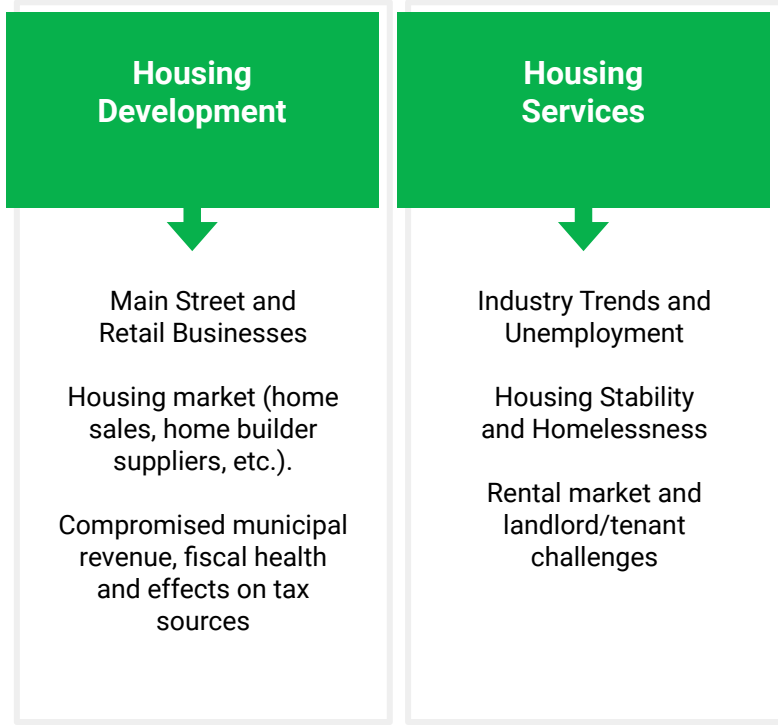 Housing
Development
Main Street and
Retail Businesses
Housing market (home
sales, home builder
suppliers, etc.).
Compromised municipal
revenue, fiscal health
and effects on tax
sources
Housing
Services
Industry Trends and
Unemployment
Housing Stability
and Homelessness
Rental market and
landlord/tenant
challenges